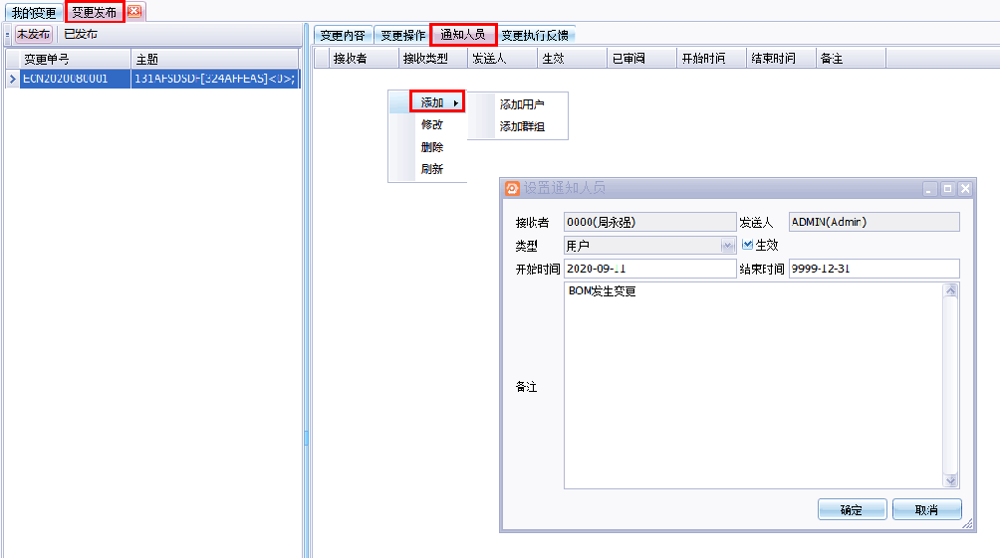 我的变更 变更发布
未发布 已发布
变更单号 主题
ECN2020080001 131AFSDSD-[324AFFEAS]<J>;
变更内容 变更操作 通知人员 变更执行反馈
接收者 接收类型 发送人 生效 已审阅 开始时间 结束时间 备注
添加
修改
删除
刷新
添加用户
添加群组
设置通知人员
接收者 0000(周永强) 发送人 ADMIN(Admin)
类型 用户 生效
开始时间 2020-09-11 结束时间 9999-12-31
BOM发生变更
备注
确定 取消